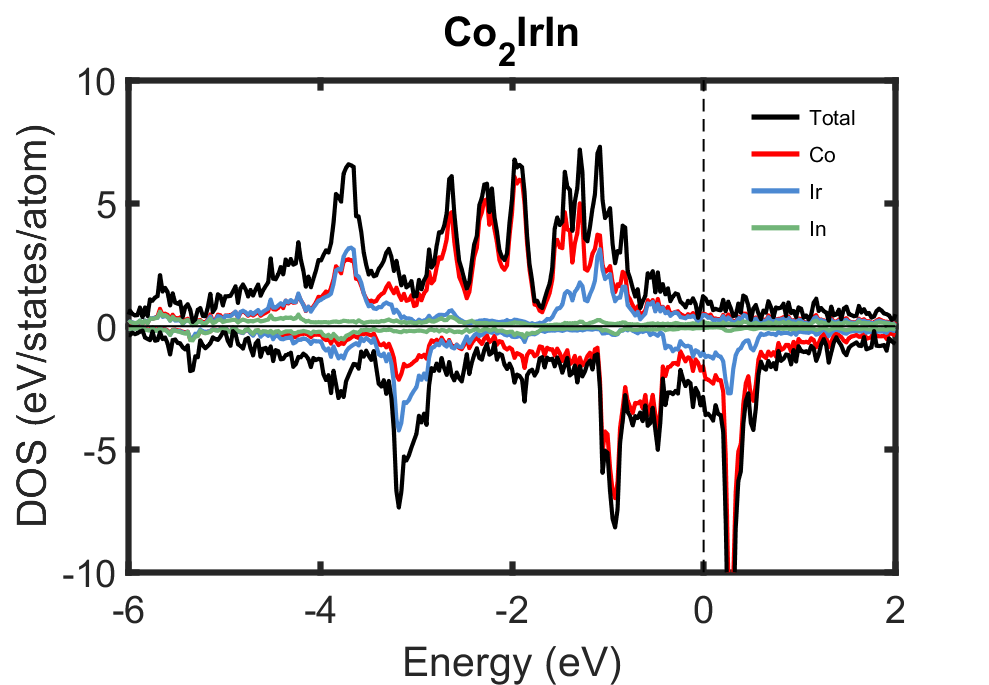 Co2IrIn
10
5
0
-5
-10
DOS (eV/states/atom)
Total
Co
Ir
In
-6
-4
-2
0
2
Energy (eV)